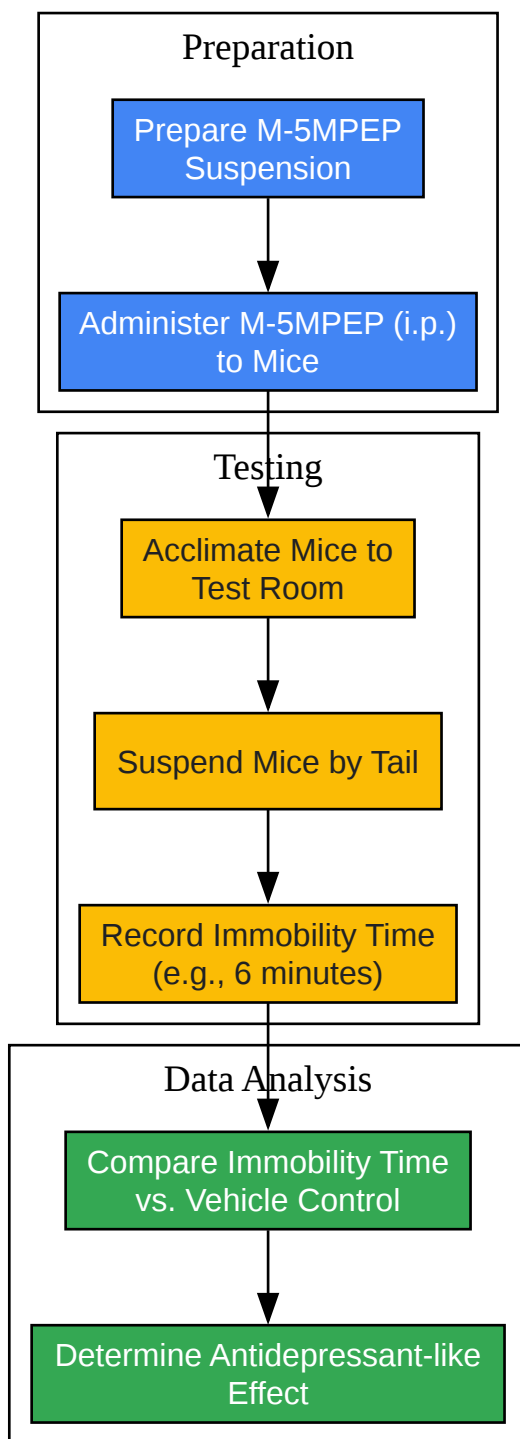 Preparation
Prepare M-5MPEP
Suspension
Administer M-5MPEP (i.p.)
to Mice
Testing
Acclimate Mice to
Test Room
Suspend Mice by Tail
Record Immobility Time
(e.g., 6 minutes)
Data Analysis
Compare Immobility Time
vs. Vehicle Control
Determine Antidepressant-like
Effect